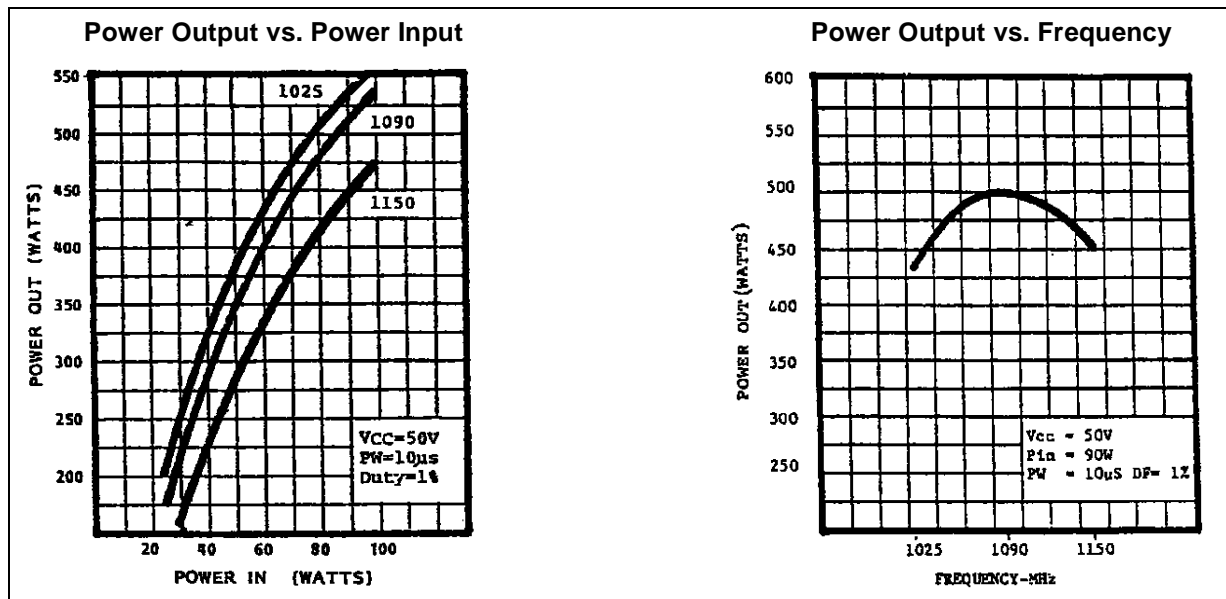 Power Output vs. Power Input
550
500
450
400
350
300
250
200
POWER OUT (WATTS)
1025
1090
1150
VCC=50V
PW=10µs
Duty=1%
20 40 60 80 100
POWER IN (WATTS)
Power Output vs. Frequency
600
550
500
450
400
350
300
250
POWER OUT(WATTS)
Vcc = 50V
Pin = 90W
PW = 10uS DF= 1%
1025 1090 1150
FREQUENCY-MHz